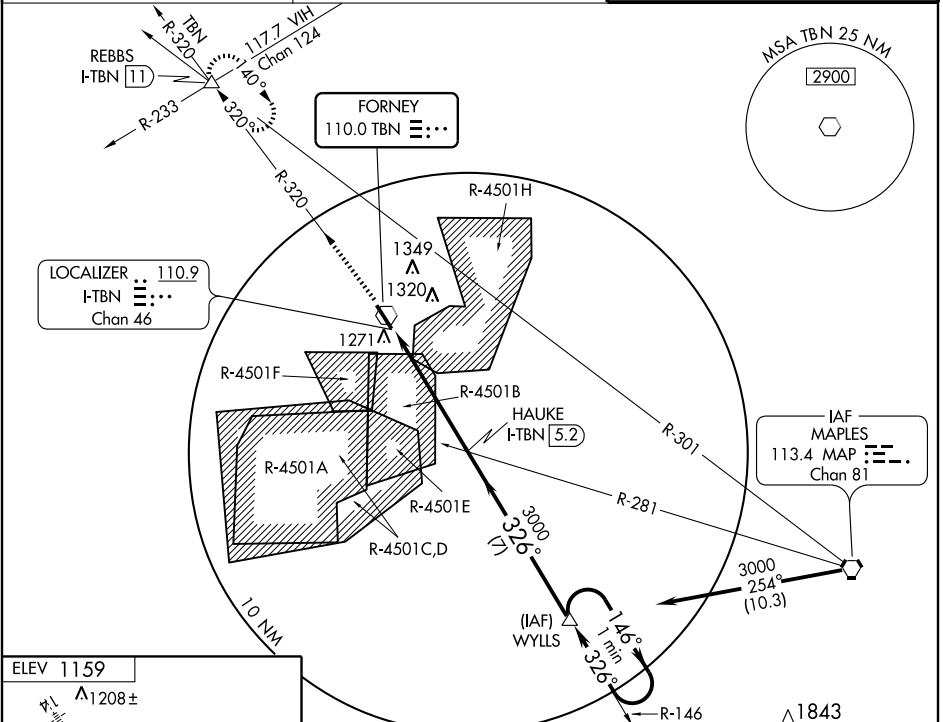 TBN
R-320
117.7 VIH
Chan 124
REBBS
I-TBN 11
140°
320°
R-233
MSA TBN 25 NM
2900
FORNEY
110.0 TBN
R-320
R-4501H
1349
1320
LOCALIZER 110.9
I-TBN
Chan 46
1271
R-4501F
R-4501B
HAUKE
I-TBN 5.2
R-301
IAF
MAPLES
113.4 MAP
Chan 81
R-4501A
R-4501E
R-281
R-4501C,D
3000
326°
(7)
3000
254°
(10.3)
10 NM
(IAF)
WYLLS
146°
1 min
326°
R-146
1843
ELEV 1159
1208±
14